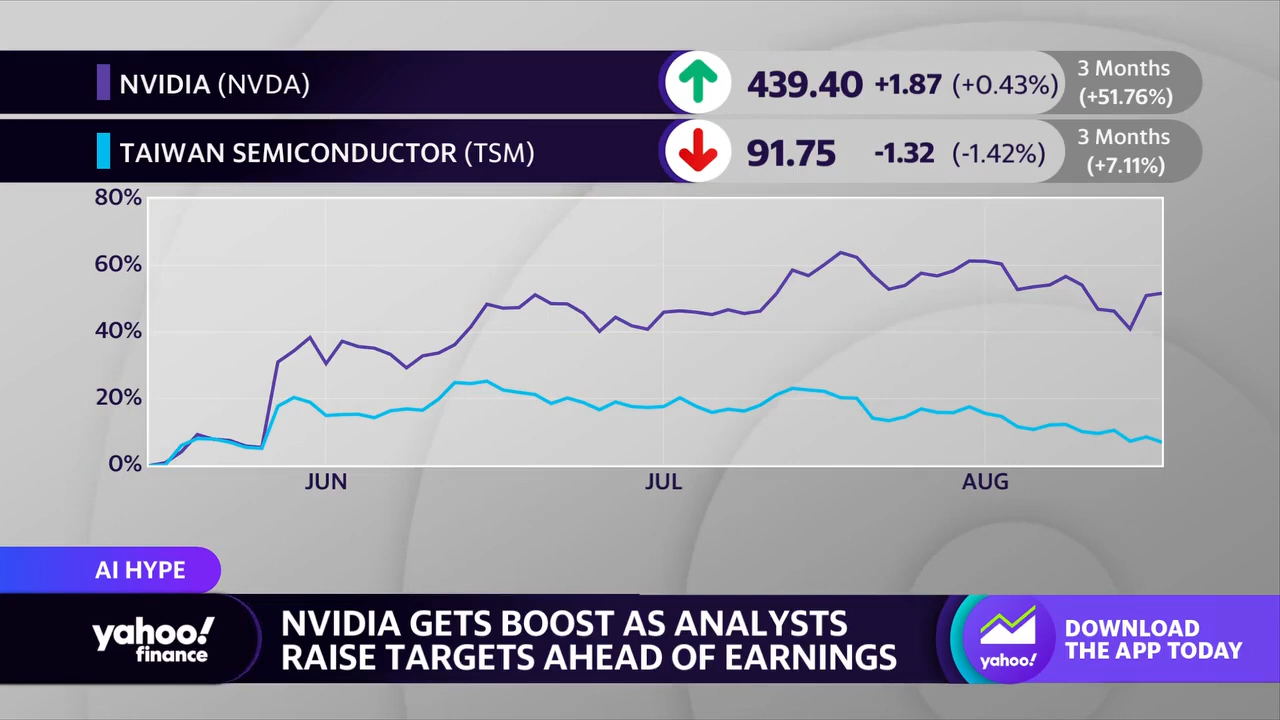 NVIDIA (NVDA) 439.40 +1.87 (+0.43%) 3 Months (+51.76%)
TAIWAN SEMICONDUCTOR (TSM) 91.75 -1.32 (-1.42%) 3 Months (+7.11%)
80%
60%
40%
20%
0%
JUN JUL AUG
AI HYPE
yahoo!
finance
NVIDIA GETS BOOST AS ANALYSTS
RAISE TARGETS AHEAD OF EARNINGS
yahoo!
DOWNLOAD
THE APP TODAY